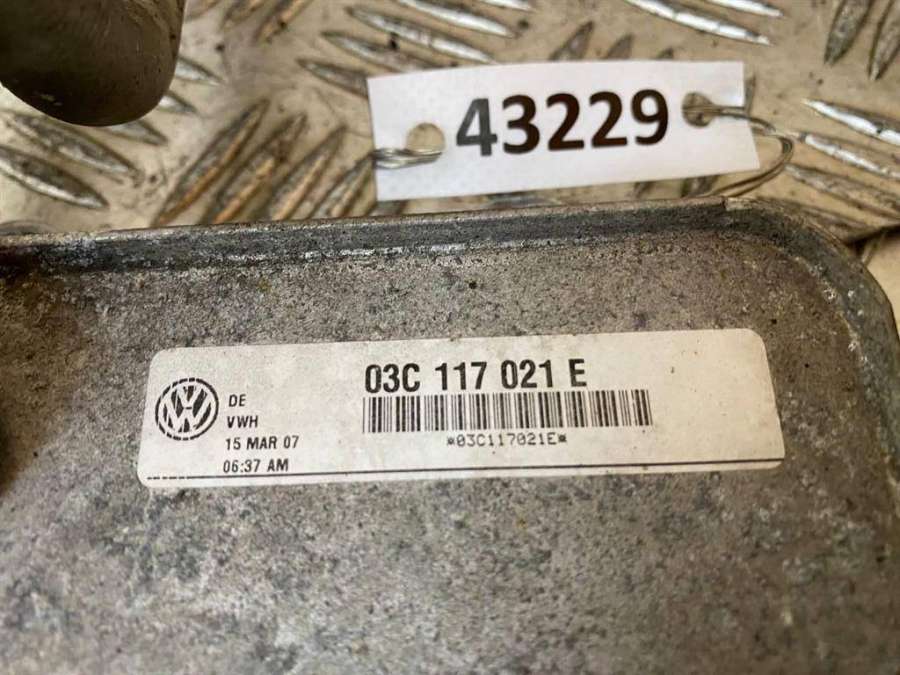 43229
03C 117 021 E
DE
VWH
15 MAR 07
06:37 AM
*03C117021E*